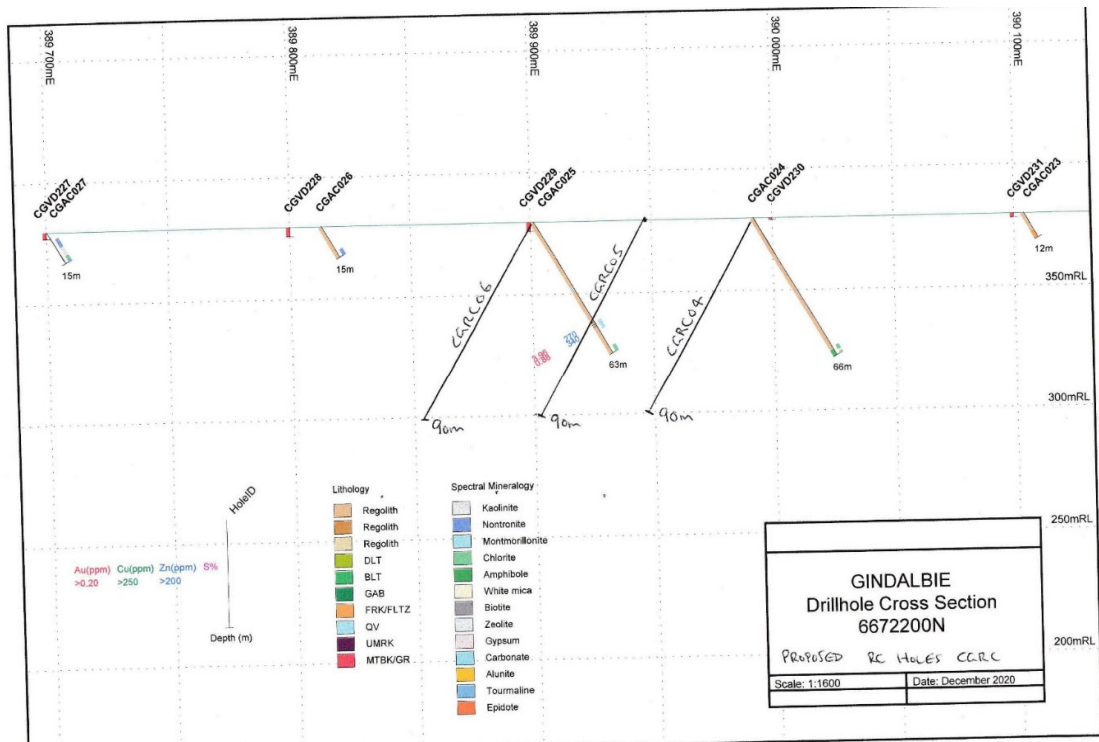 389 700mE
389 800mE
389 900mE
390 000mE
390 100mE
CGVD227
CGAC027
CGVD228
CGAC026
CGVD229
CGAC025
CGAC024
CGVD230
CGVD231
CGAC023
15m
15m
63m
66m
12m
CGRC06
CGRC05
CGRC04
90m
90m
90m
350mRL
300mRL
250mRL
200mRL
HoleID
Depth (m)
Au(ppm) Cu(ppm) Zn(ppm) S%
>0.20 >250 >200
Lithology
Regolith
Regolith
Regolith
DLT
BLT
GAB
FRK/FLTZ
QV
UMRK
MTBK/GR
Spectral Mineralogy
Kaolinite
Nontronite
Montmorillonite
Chlorite
Amphibole
White mica
Biotite
Zeolite
Gypsum
Carbonate
Alunite
Tourmaline
Epidote
GINDALBIE
Drillhole Cross Section
6672200N
PROPOSED RC HOLES CGRC
Scale: 1:1600
Date: December 2020